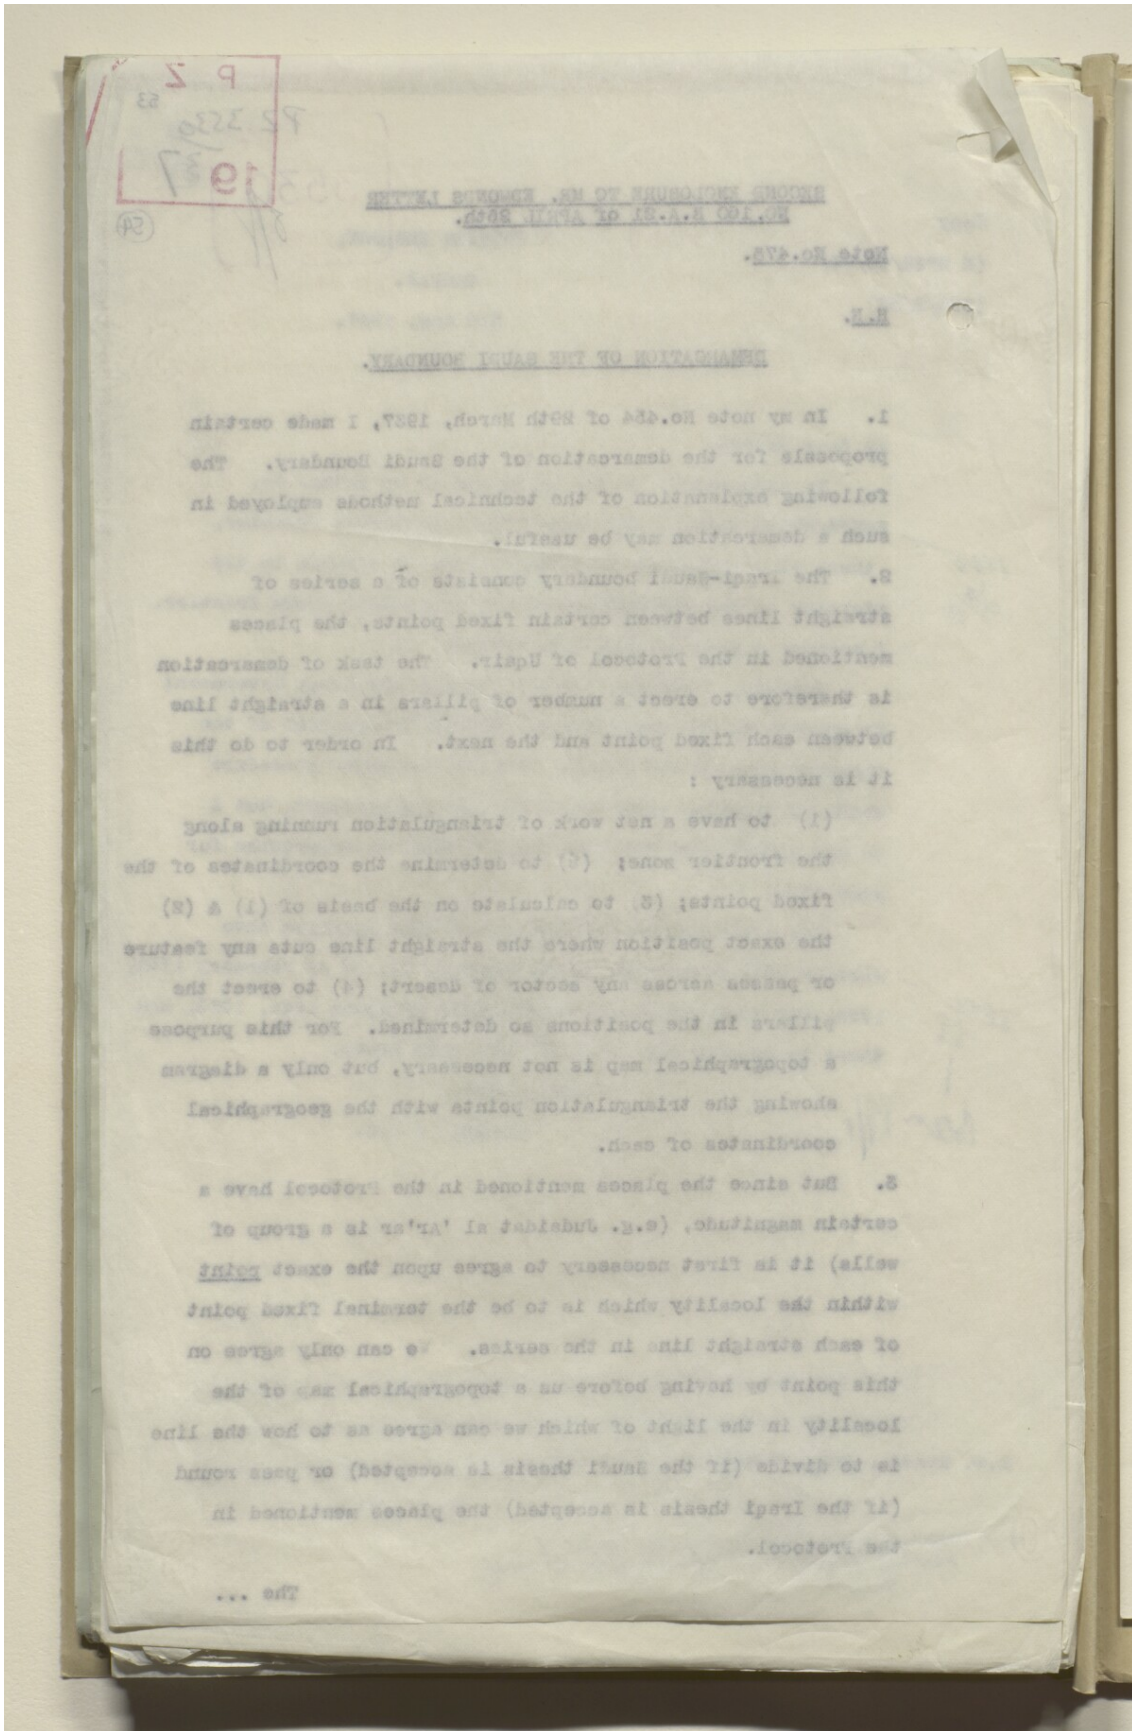 P Z
53
P Z 3539
37
19
54
SECOND ENCLOSURE TO MR. EDMONDS LETTER
NO.160 E.A.21 of APRIL 26th.
Note No.475.
H.E.
DEMARCATION OF THE SAUDI BOUNDARY.
1. In my note No.454 of 29th March, 1937, I made certain
proposals for the demarcation of the Saudi Boundary. The
following explanation of the technical methods employed in
such a demarcation may be useful.
2. The Iraqi-Saudi boundary consists of a series of
straight lines between certain fixed points, the places
mentioned in the Protocol of Uqair. The task of demarcation
is therefore to erect a number of pillars in a straight line
between each fixed point and the next. In order to do this
it is necessary :
(1) to have a net work of triangulation running along
the frontier zone; (2) to determine the coordinates of the
fixed points; (3) to calculate on the basis of (1) & (2)
the exact position where the straight line cuts any feature
or passes across any sector of desert; (4) to erect the
pillars in the positions so determined. For this purpose
a topographical map is not necessary, but only a diagram
showing the triangulation points with the geographical
coordinates of each.
3. But since the places mentioned in the Protocol have a
certain magnitude, (e.g. Judaidat al 'Ar'ar is a group of
wells) it is first necessary to agree upon the exact point
within the locality which is to be the terminal fixed point
of each straight line in the series. We can only agree on
this point by having before us a topographical map of the
locality in the light of which we can agree as to how the line
is to divide (if the Saudi thesis is accepted) or pass round
(if the Iraqi thesis is accepted) the places mentioned in
the Protocol.
The ...